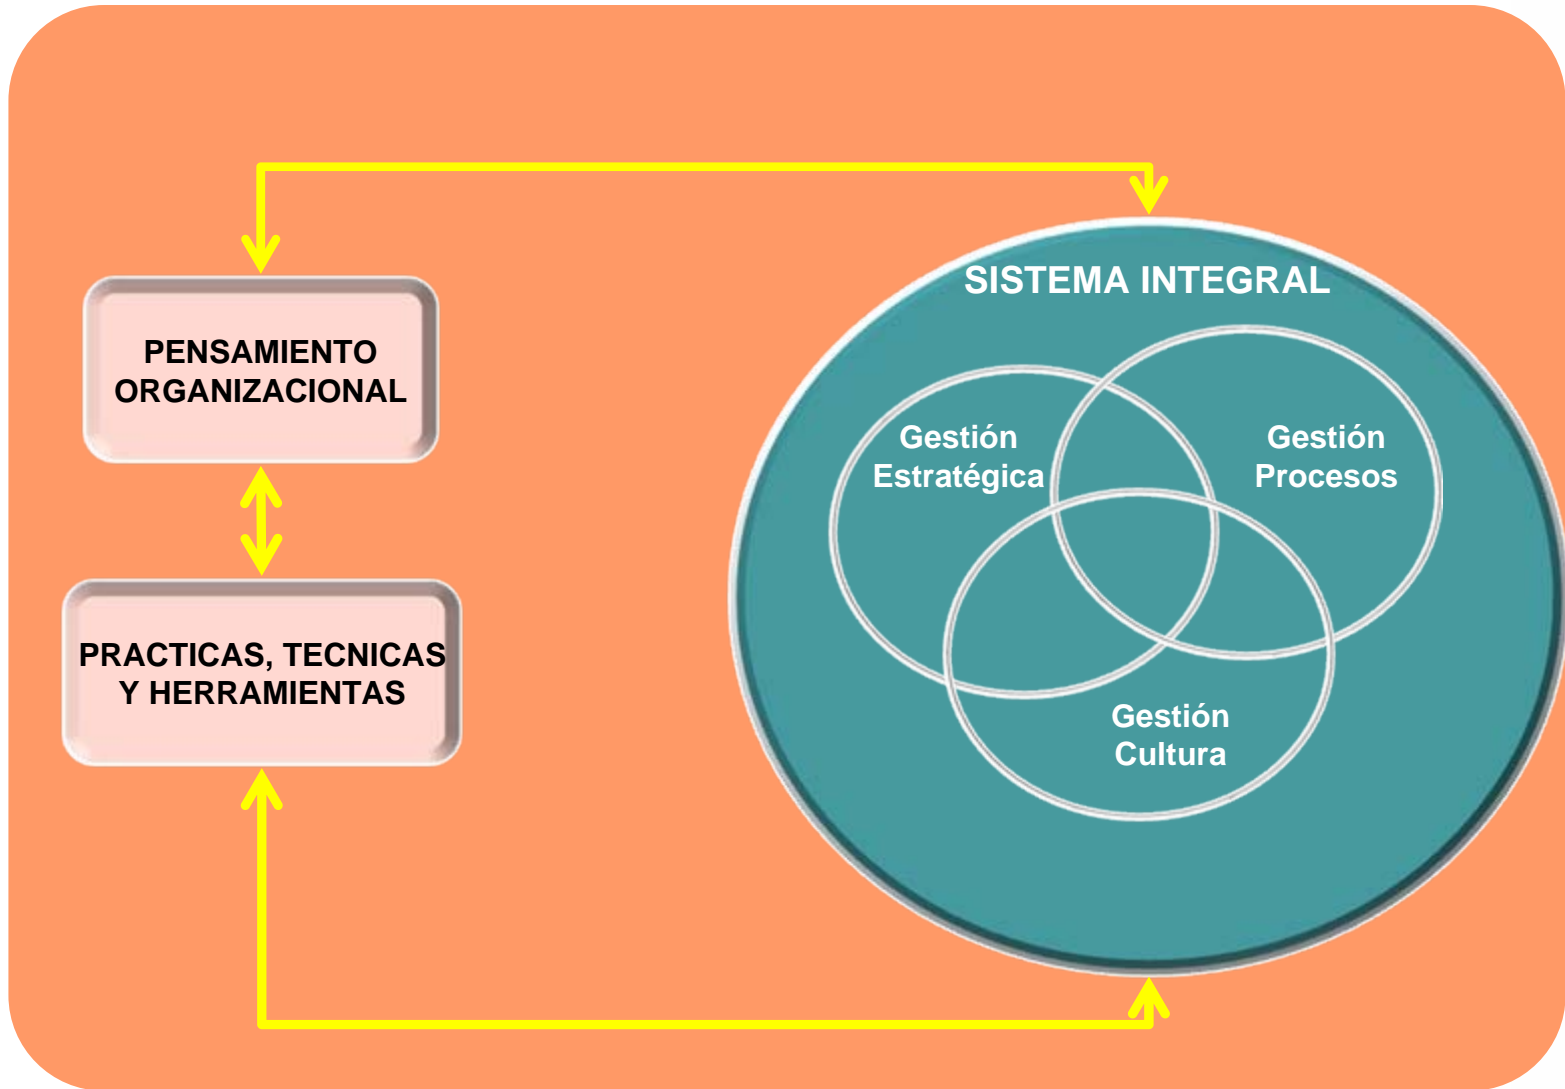 PENSAMIENTO
ORGANIZACIONAL
PRACTICAS, TECNICAS
Y HERRAMIENTAS
SISTEMA INTEGRAL
Gestión
Estratégica
Gestión
Procesos
Gestión
Cultura